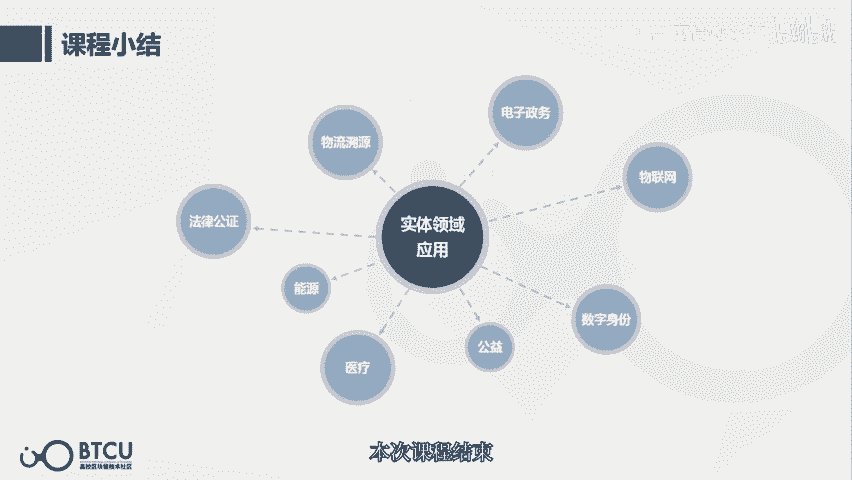 课程小结
电子政务
物流溯源
物联网
法律公证
实体领域
应用
能源
数字身份
公益
医疗
BTCU
高校区块链技术社区
本次课程结束